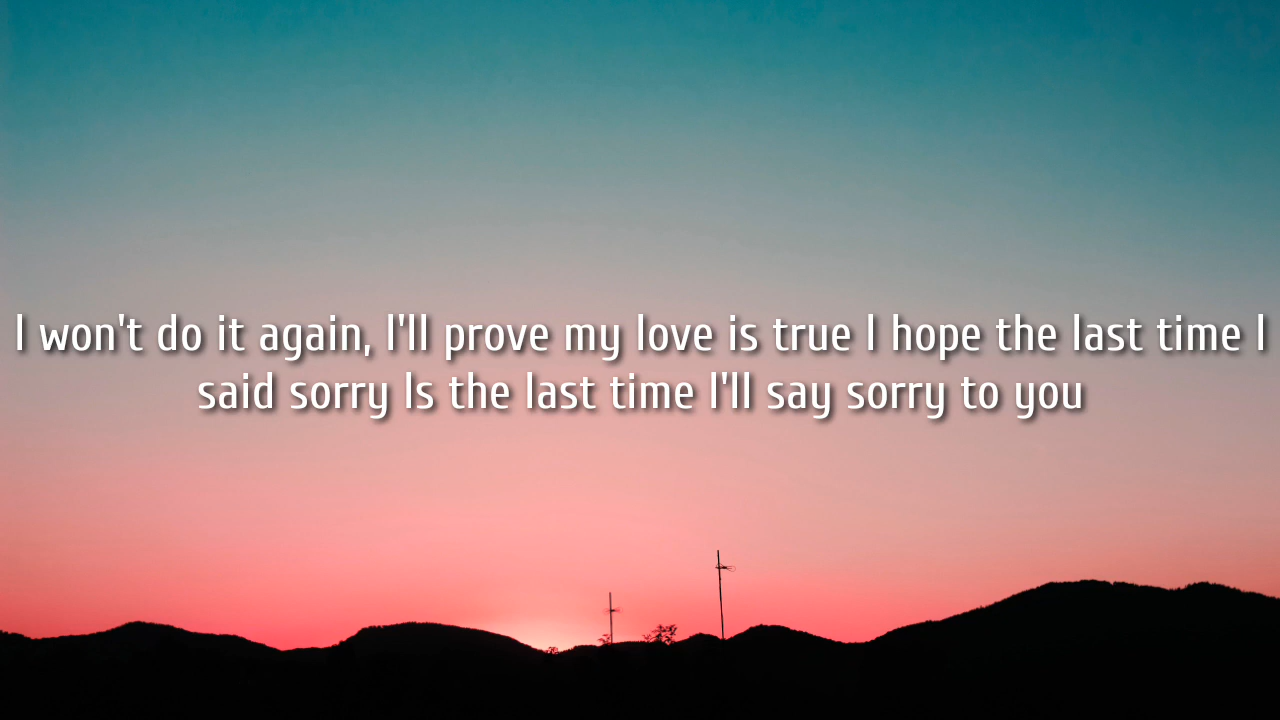 I won't do it again, I'll prove my love is true I hope the last time I
said sorry Is the last time I'll say sorry to you